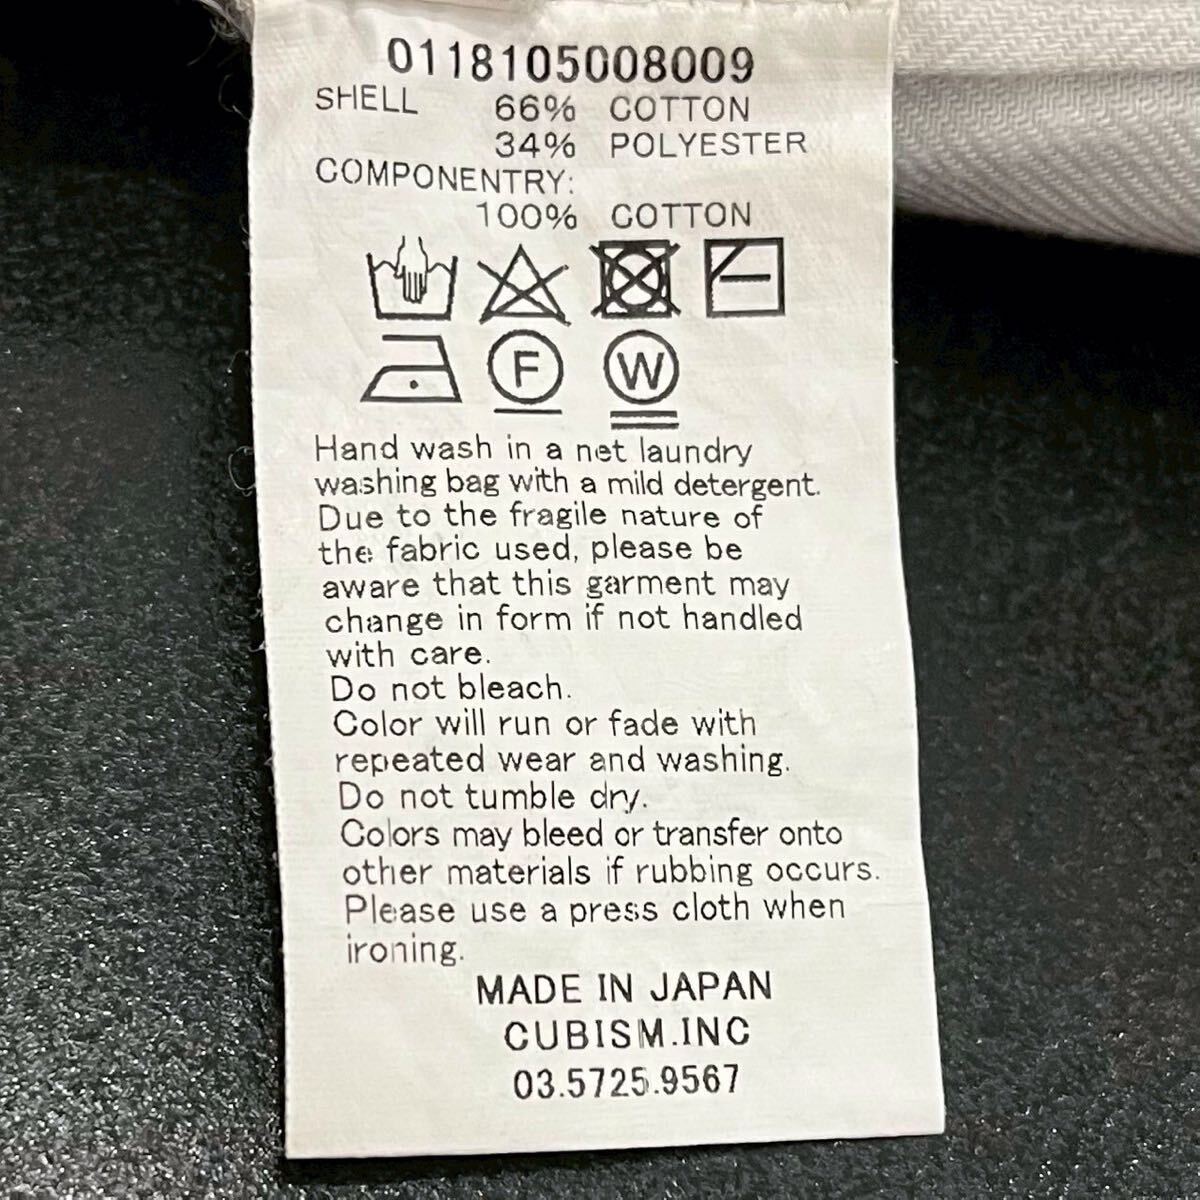 0118105008009
SHELL 66% COTTON
34% POLYESTER
COMPONENTRY:
100% COTTON
F W
Hand wash in a net laundry
washing bag with a mild detergent.
Due to the fragile nature of
the fabric used, please be
aware that this garment may
change in form if not handled
with care.
Do not bleach.
Color will run or fade with
repeated wear and washing.
Do not tumble dry.
Colors may bleed or transfer onto
other materials if rubbing occurs.
Please use a press cloth when
ironing.
MADE IN JAPAN
CUBISM.INC
03.5725.9567